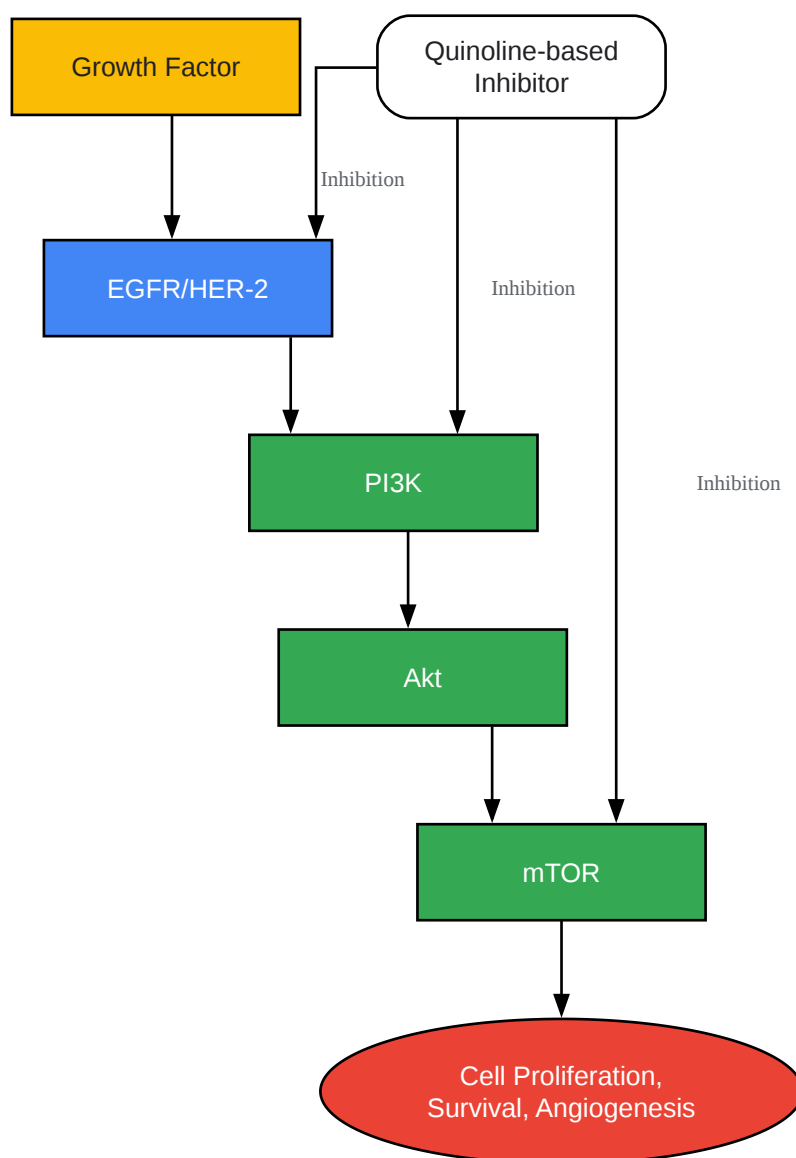 Growth Factor
Quinoline-based
Inhibitor
Inhibition
EGFR/HER-2
Inhibition
PI3K
Inhibition
Akt
mTOR
Cell Proliferation,
Survival, Angiogenesis